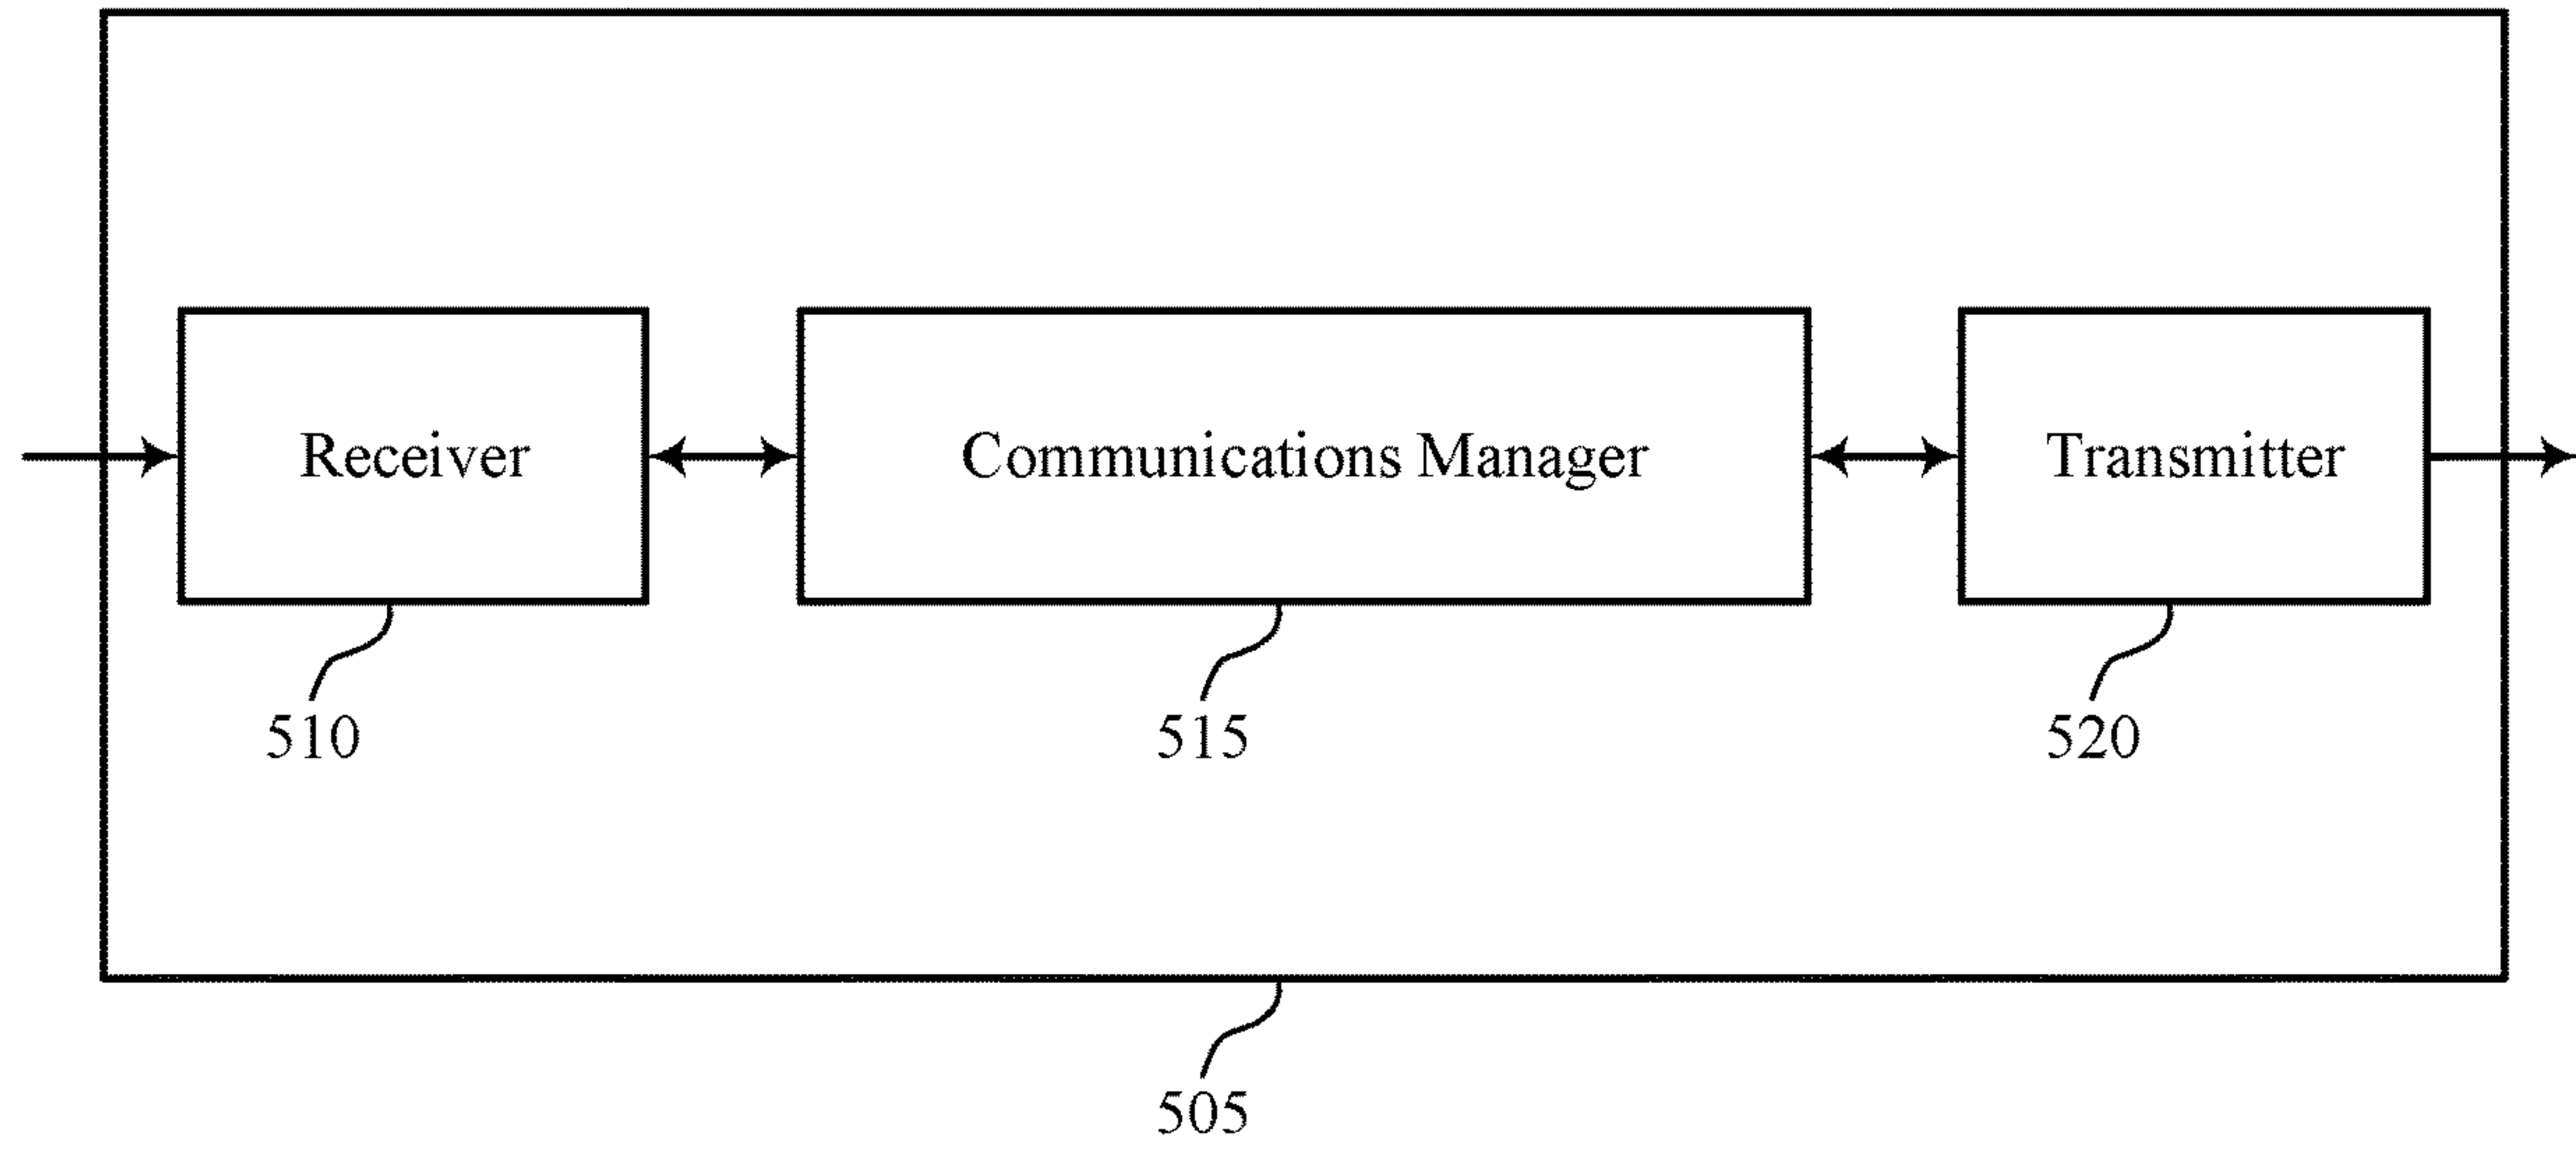 Receiver
Communications Manager
Transmitter
510
515
520
505